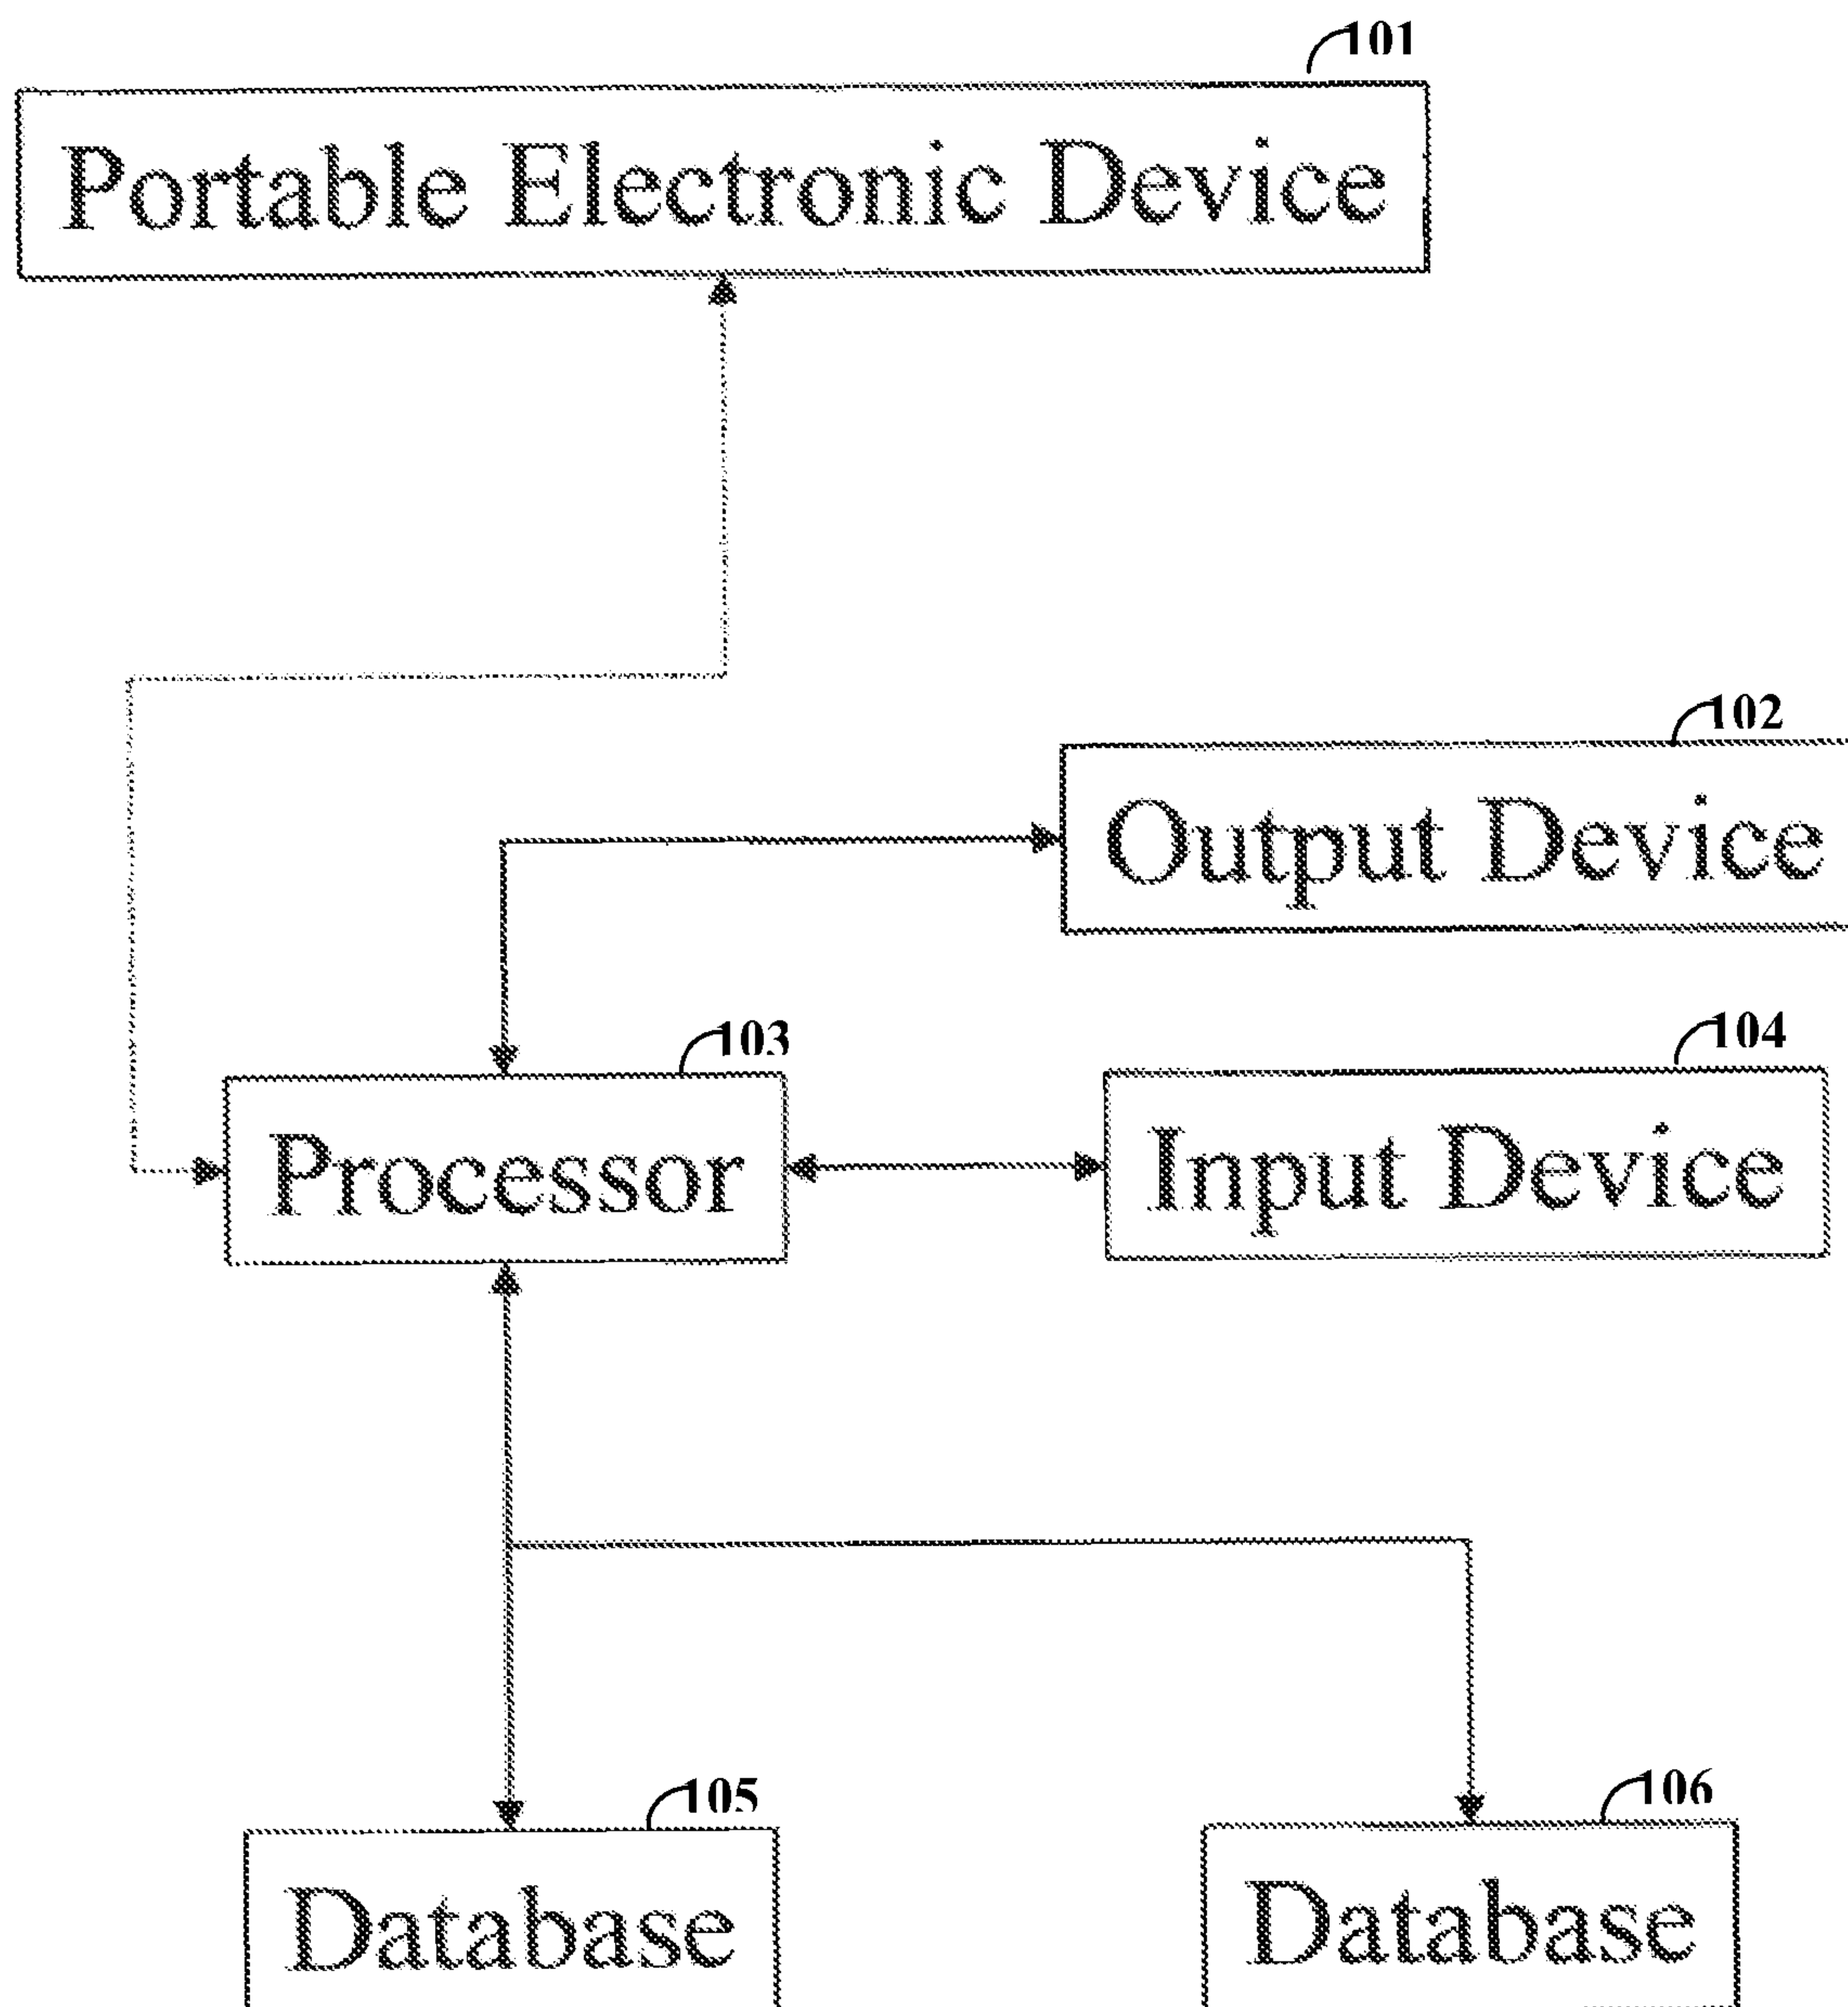 101
Portable Electronic Device
102
Output Device
103
Processor
104
Input Device
105
Database
106
Database